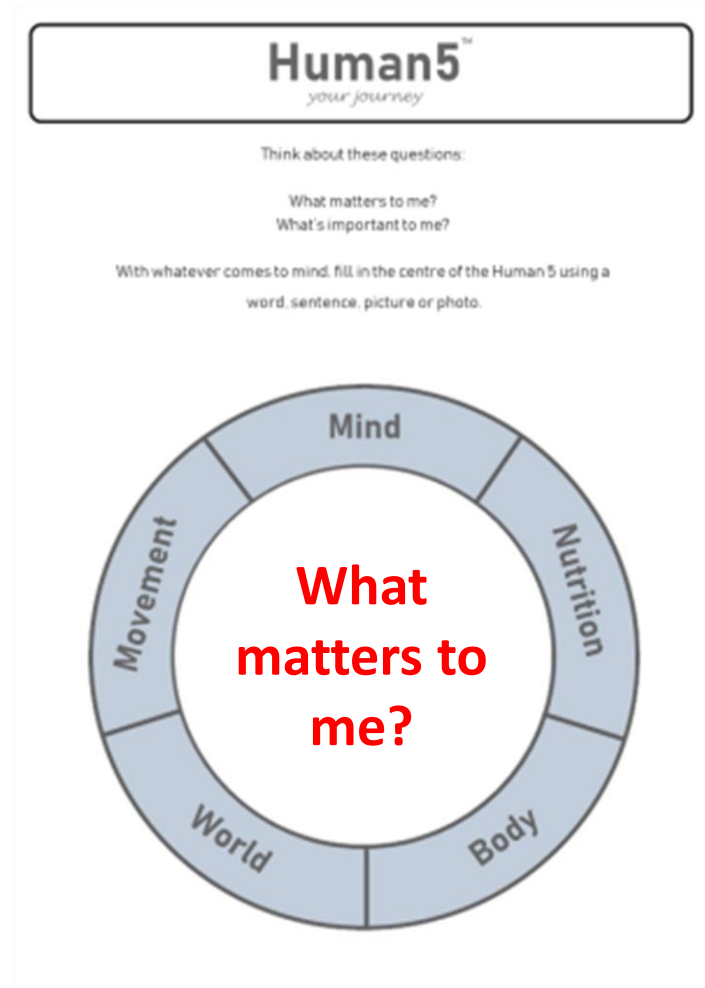 Human5™
your journey
Think about these questions:
What matters to me?
What's important to me?
With whatever comes to mind, fill in the centre of the Human 5 using a
word, sentence, picture or photo.
Mind
Movement
Nutrition
What
matters to
me?
World
Body